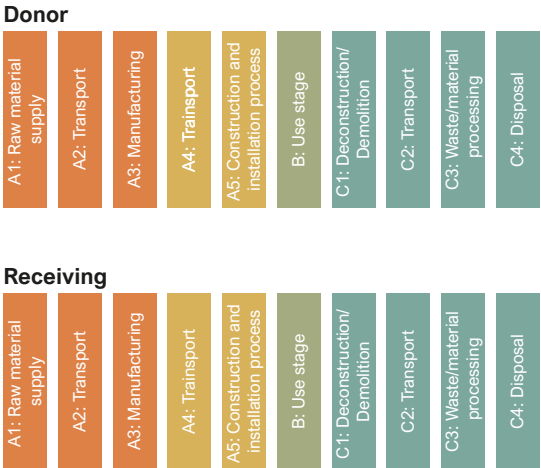 Donor
A1: Raw material
supply
A2: Transport
A3: Manufacturing
A4: Trainsport
A5: Construction and
installation process
B: Use stage
C1: Deconstruction/
Demolition
C2: Transport
C3: Waste/material
processing
C4: Disposal
Receiving
A1: Raw material
supply
A2: Transport
A3: Manufacturing
A4: Trainsport
A5: Construction and
installation process
B: Use stage
C1: Deconstruction/
Demolition
C2: Transport
C3: Waste/material
processing
C4: Disposal